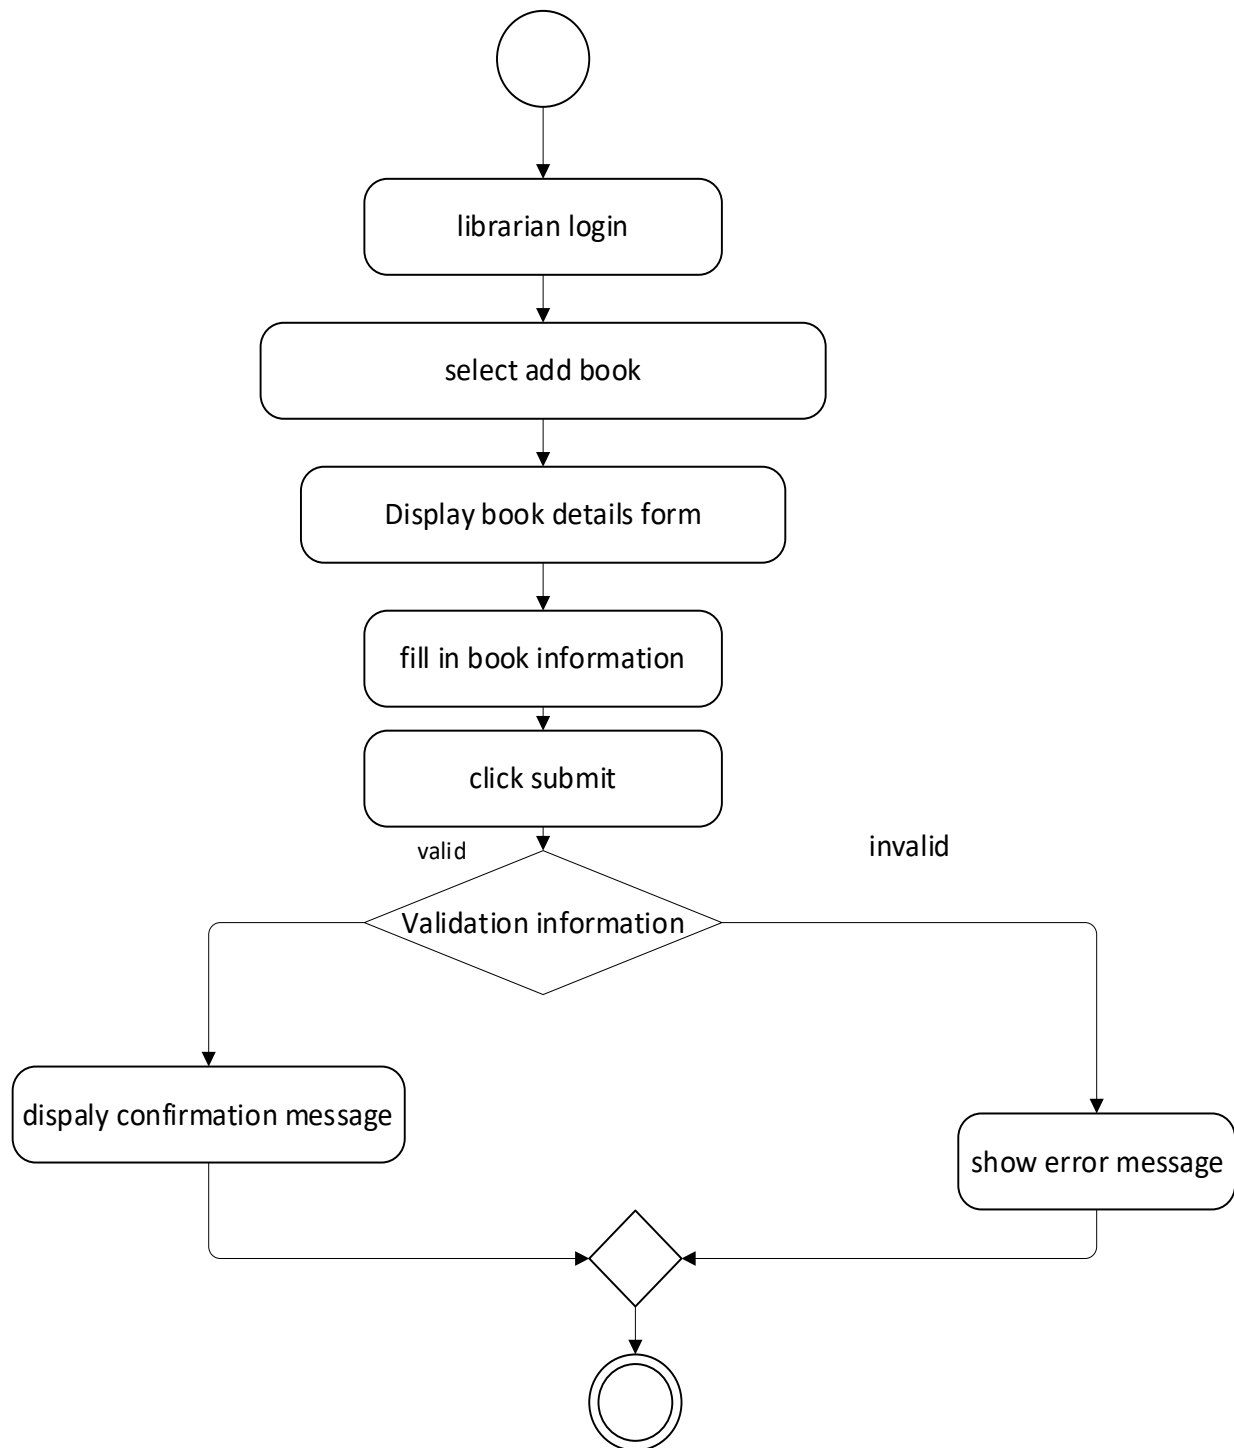 librarian login
select add book
Display book details form
fill in book information
click submit
valid
invalid
Validation information
dispaly confirmation message
show error message